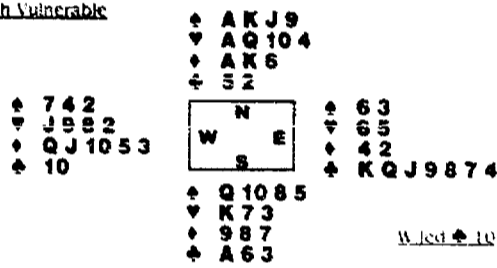 h Vulnerable
♠ A K J 9
♥ A Q 10 4
♦ A K 6
♣ 5 2
♠ 7 4 2
♥ J 9 8 2
♦ Q J 10 5 3
♣ 10
N
W E
S
♠ 6 3
♥ 6 5
♦ 4 2
♣ K Q J 9 8 7 4
♠ Q 10 8 5
♥ K 7 3
♦ 9 8 7
♣ A 6 3
W led ♣ 10